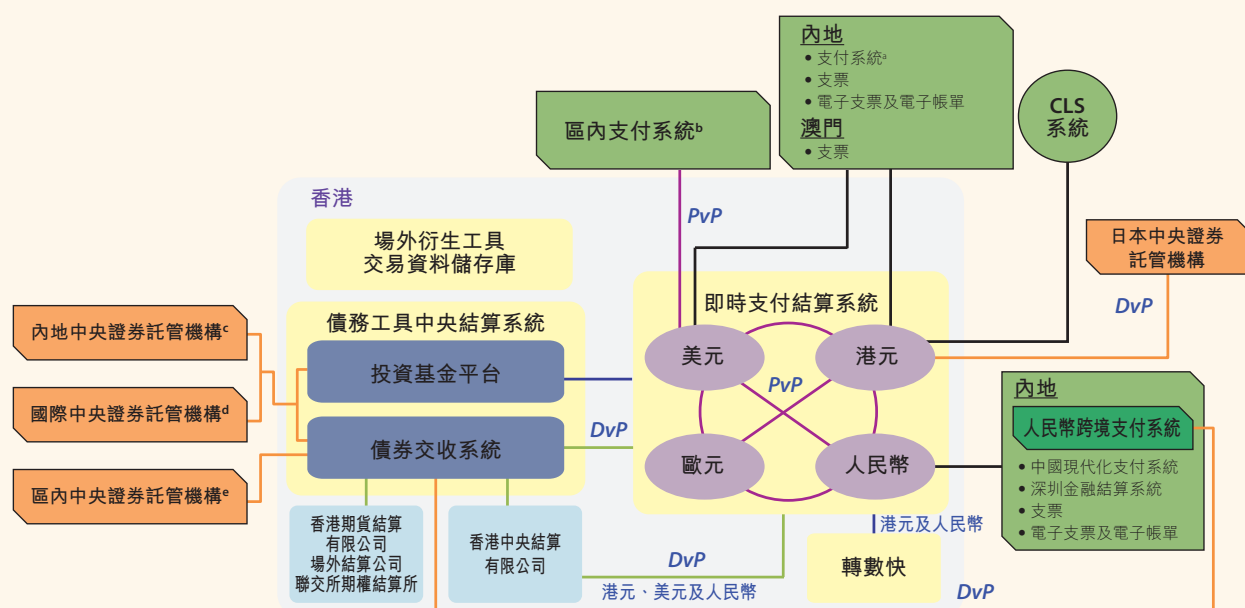 內地
• 支付系統ᵃ
• 支票
• 電子支票及電子帳單
澳門
• 支票
CLS
系統
區內支付系統ᵇ
香港
PvP
場外衍生工具
交易資料儲存庫
日本中央證券
託管機構
DvP
即時支付結算系統
債務工具中央結算系統
內地中央證券託管機構ᶜ
投資基金平台
美元
港元
PvP
國際中央證券託管機構ᵈ
債券交收系統
DvP
歐元
人民幣
內地
人民幣跨境支付系統
• 中國現代化支付系統
• 深圳金融結算系統
• 支票
• 電子支票及電子帳單
區內中央證券託管機構ᵉ
香港期貨結算
有限公司
場外結算公司
聯交所期權結算所
香港中央結算
有限公司
DvP
港元、美元及人民幣
港元及人民幣
轉數快
DvP